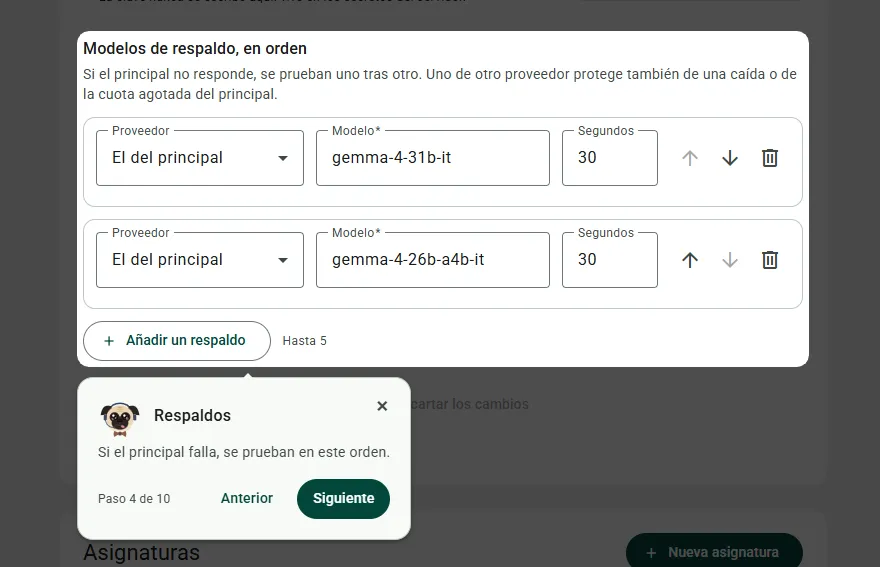 Modelos de respaldo, en orden
Si el principal no responde, se prueban uno tras otro. Uno de otro proveedor protege también de una caída o de
la cuota agotada del principal.
Proveedor
El del principal
Modelo*
gemma-4-31b-it
Segundos
30
Proveedor
El del principal
Modelo*
gemma-4-26b-a4b-it
Segundos
30
+ Añadir un respaldo
Hasta 5
Respaldos
cartar los cambios
Si el principal falla, se prueban en este orden.
Paso 4 de 10
Anterior
Siguiente
Asignaturas
+ Nueva asignatura